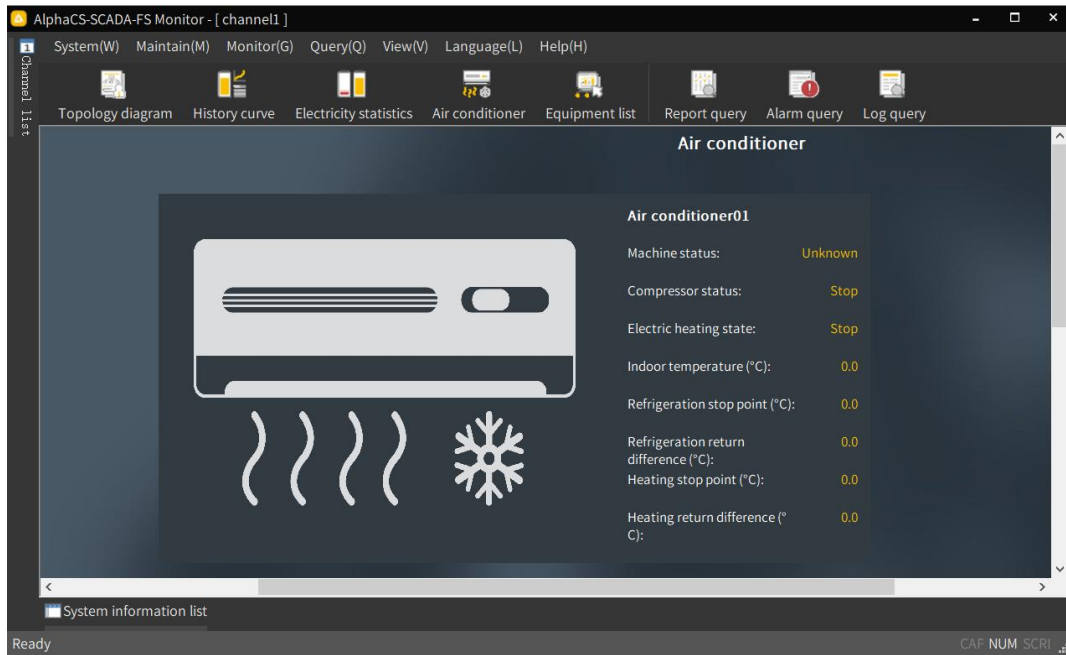 AlphaCS-SCADA-FS Monitor - [ channel1 ]
1 Channel list
System(W) Maintain(M) Monitor(G) Query(Q) View(V) Language(L) Help(H)
Topology diagram History curve Electricity statistics Air conditioner Equipment list Report query Alarm query Log query
Air conditioner
Air conditioner01
Machine status: Unknown
Compressor status: Stop
Electric heating state: Stop
Indoor temperature (°C): 0.0
Refrigeration stop point (°C): 0.0
Refrigeration return 0.0
difference (°C):
Heating stop point (°C): 0.0
Heating return difference (° 0.0
C):
System information list
Ready CAP NUM SCRL